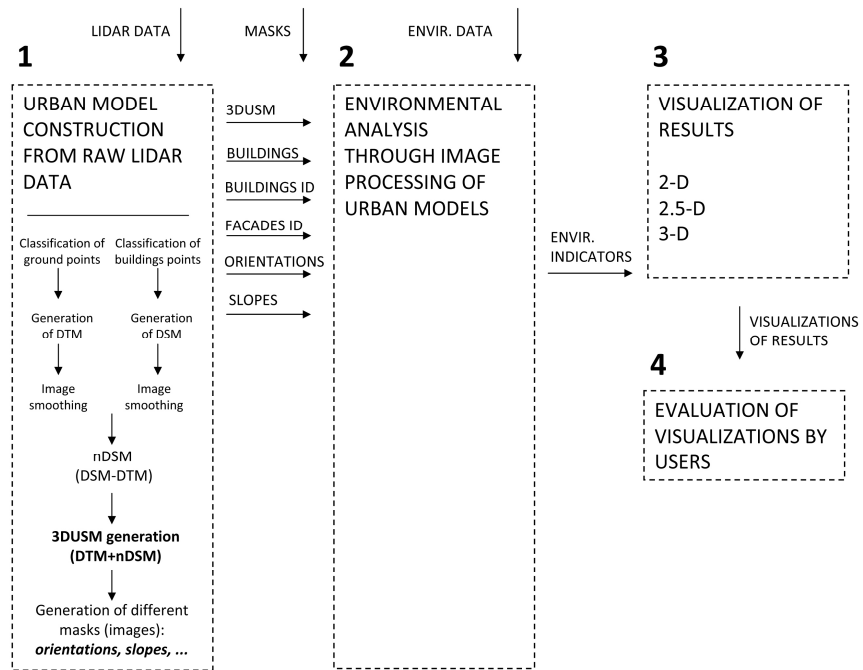 LIDAR DATA
MASKS
ENVIR. DATA
1
2
3
URBAN MODEL
CONSTRUCTION
FROM RAW LIDAR
DATA
Classification of
ground points
Classification of
buildings points
Generation
of DTM
Generation
of DSM
Image
smoothing
Image
smoothing
nDSM
(DSM-DTM)
3DUSM generation
(DTM+nDSM)
Generation of different
masks (images):
orientations, slopes, ...
3DUSM
BUILDINGS
BUILDINGS ID
FACADES ID
ORIENTATIONS
SLOPES
ENVIRONMENTAL
ANALYSIS
THROUGH IMAGE
PROCESSING OF
URBAN MODELS
ENVIR.
INDICATORS
VISUALIZATION OF
RESULTS
2-D
2.5-D
3-D
VISUALIZATIONS
OF RESULTS
4
EVALUATION OF
VISUALIZATIONS BY
USERS